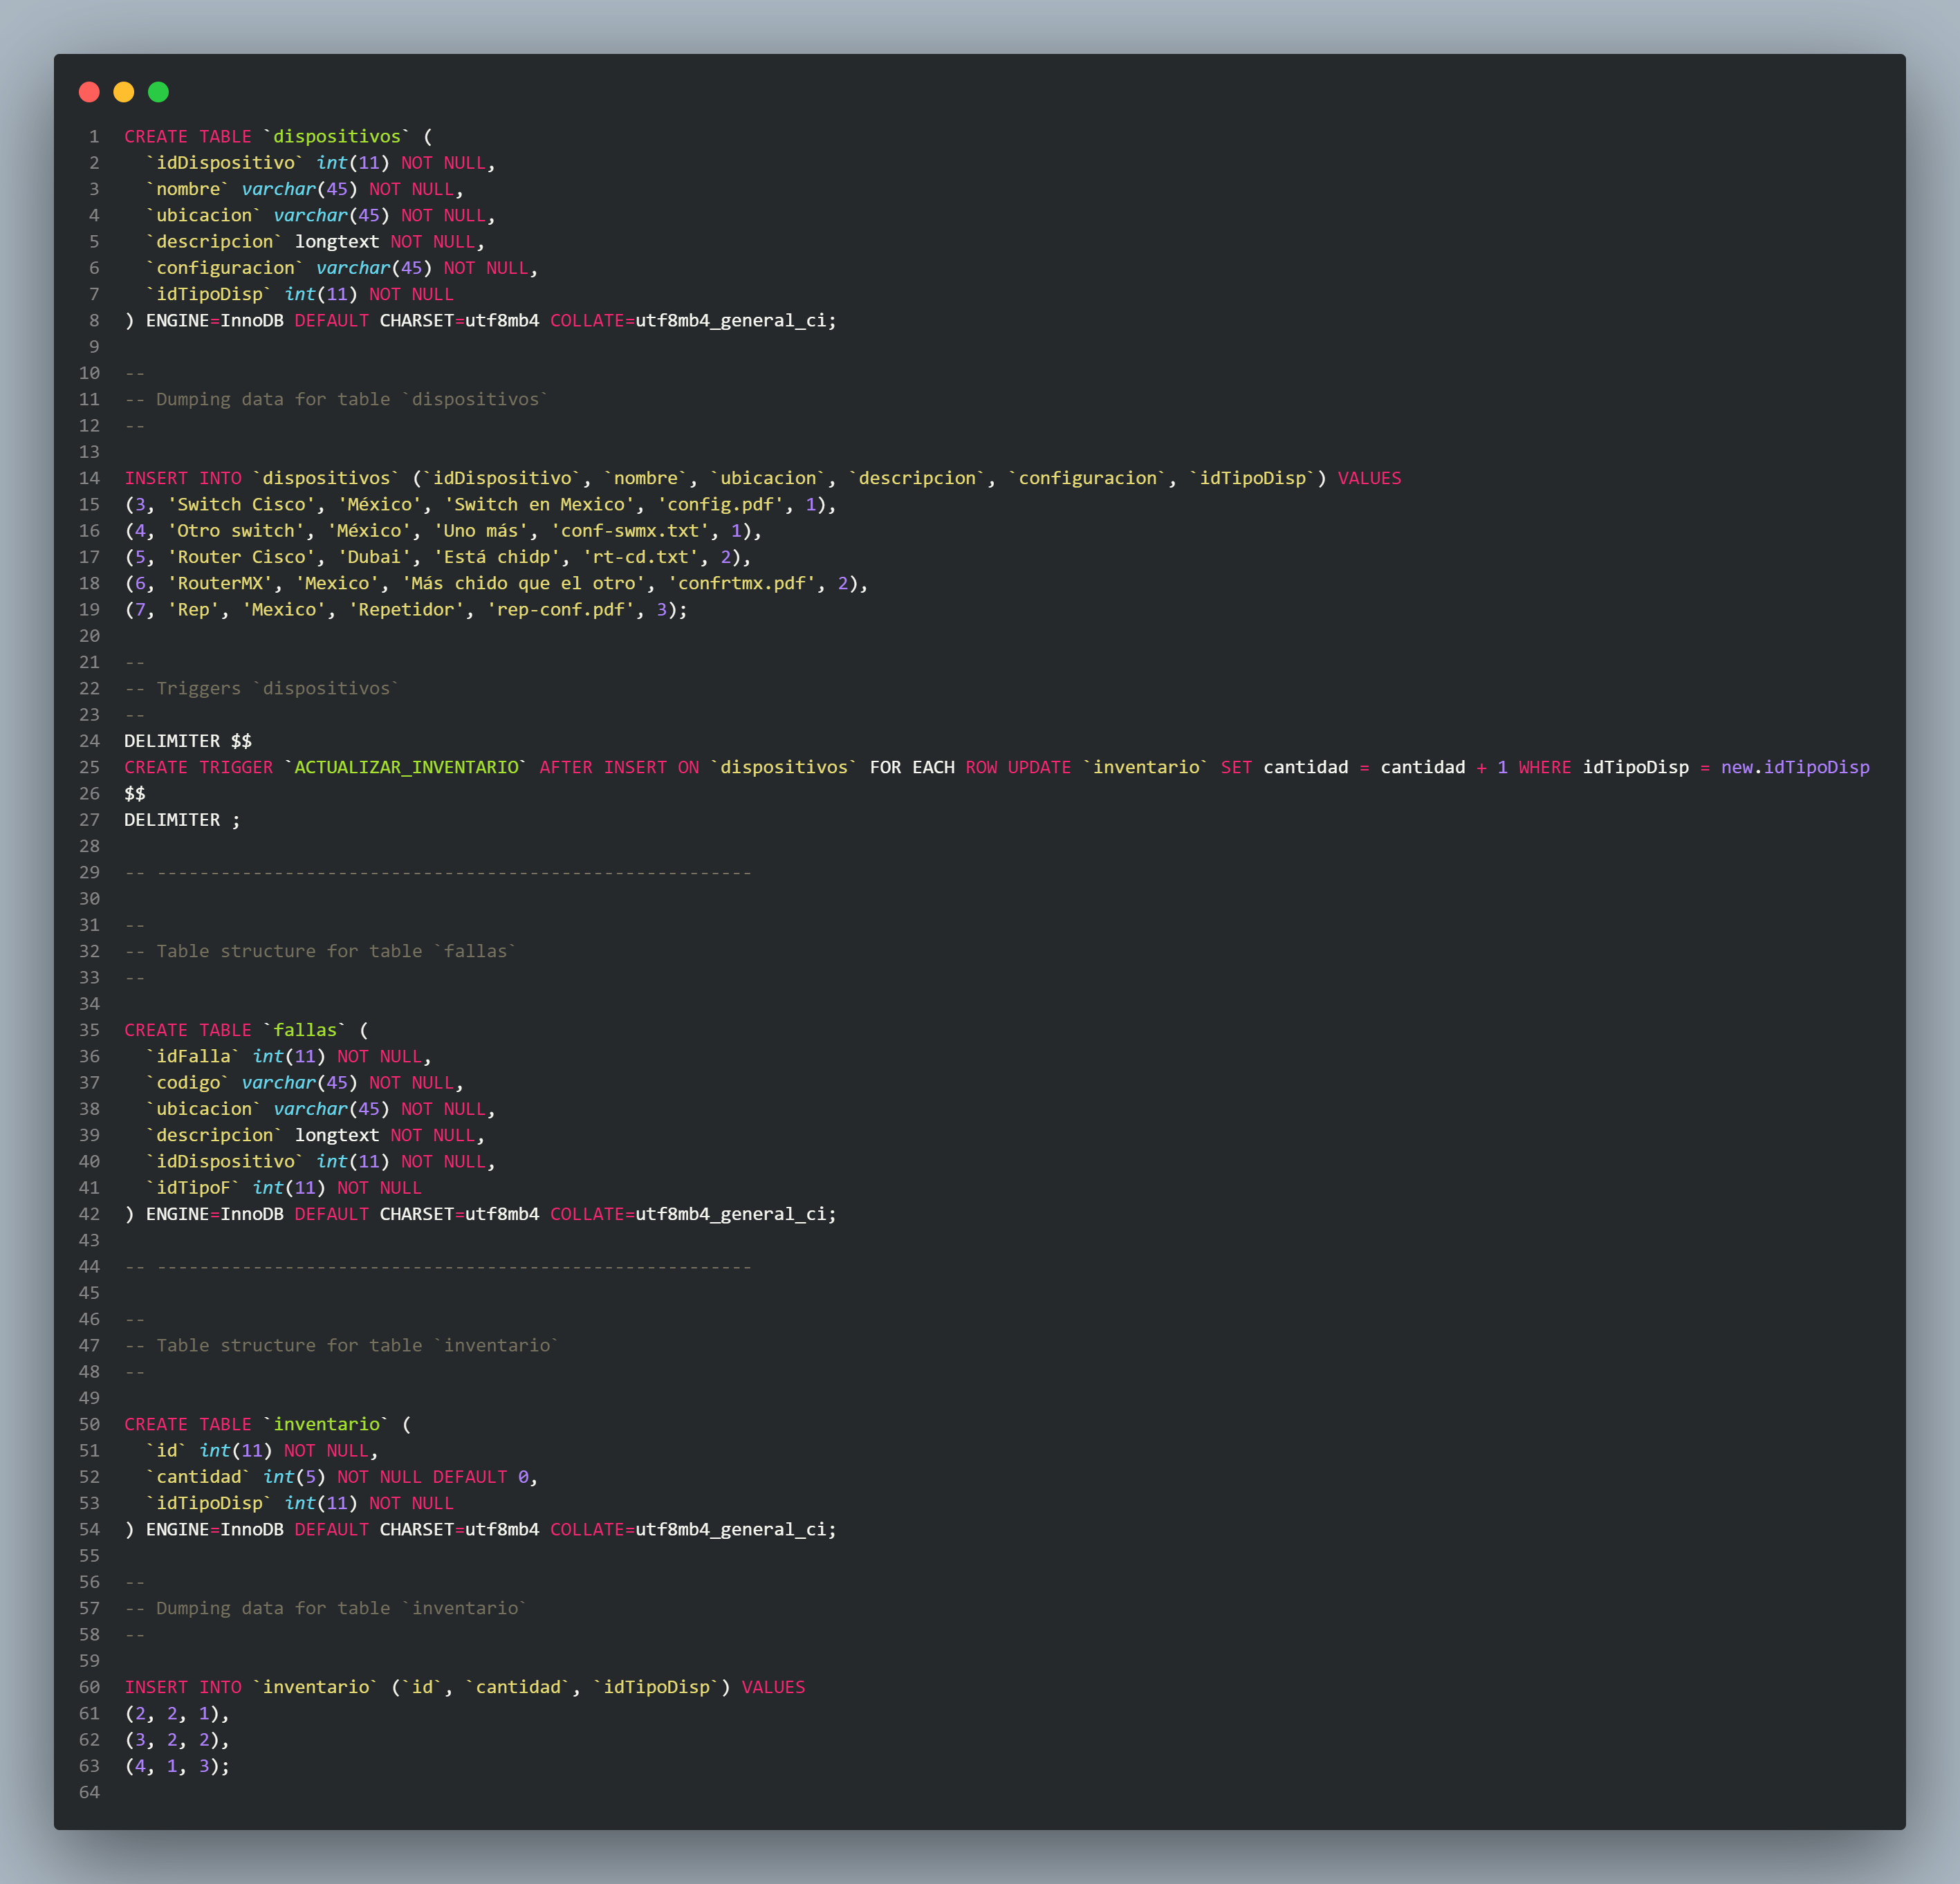 1 CREATE TABLE `dispositivos` (
2   `idDispositivo` int(11) NOT NULL,
3   `nombre` varchar(45) NOT NULL,
4   `ubicacion` varchar(45) NOT NULL,
5   `descripcion` longtext NOT NULL,
6   `configuracion` varchar(45) NOT NULL,
7   `idTipoDisp` int(11) NOT NULL
8 ) ENGINE=InnoDB DEFAULT CHARSET=utf8mb4 COLLATE=utf8mb4_general_ci;
9
10 --
11 -- Dumping data for table `dispositivos`
12 --
13
14 INSERT INTO `dispositivos` (`idDispositivo`, `nombre`, `ubicacion`, `descripcion`, `configuracion`, `idTipoDisp`) VALUES
15 (3, 'Switch Cisco', 'México', 'Switch en Mexico', 'config.pdf', 1),
16 (4, 'Otro switch', 'México', 'Uno más', 'conf-swmx.txt', 1),
17 (5, 'Router Cisco', 'Dubai', 'Está chidp', 'rt-cd.txt', 2),
18 (6, 'RouterMX', 'Mexico', 'Más chido que el otro', 'confrtmx.pdf', 2),
19 (7, 'Rep', 'Mexico', 'Repetidor', 'rep-conf.pdf', 3);
20
21 --
22 -- Triggers `dispositivos`
23 --
24 DELIMITER $$
25 CREATE TRIGGER `ACTUALIZAR_INVENTARIO` AFTER INSERT ON `dispositivos` FOR EACH ROW UPDATE `inventario` SET cantidad = cantidad + 1 WHERE idTipoDisp = new.idTipoDisp
26 $$
27 DELIMITER ;
28
29 -- --------------------------------------------------------
30
31 --
32 -- Table structure for table `fallas`
33 --
34
35 CREATE TABLE `fallas` (
36   `idFalla` int(11) NOT NULL,
37   `codigo` varchar(45) NOT NULL,
38   `ubicacion` varchar(45) NOT NULL,
39   `descripcion` longtext NOT NULL,
40   `idDispositivo` int(11) NOT NULL,
41   `idTipoF` int(11) NOT NULL
42 ) ENGINE=InnoDB DEFAULT CHARSET=utf8mb4 COLLATE=utf8mb4_general_ci;
43
44 -- --------------------------------------------------------
45
46 --
47 -- Table structure for table `inventario`
48 --
49
50 CREATE TABLE `inventario` (
51   `id` int(11) NOT NULL,
52   `cantidad` int(5) NOT NULL DEFAULT 0,
53   `idTipoDisp` int(11) NOT NULL
54 ) ENGINE=InnoDB DEFAULT CHARSET=utf8mb4 COLLATE=utf8mb4_general_ci;
55
56 --
57 -- Dumping data for table `inventario`
58 --
59
60 INSERT INTO `inventario` (`id`, `cantidad`, `idTipoDisp`) VALUES
61 (2, 2, 1),
62 (3, 2, 2),
63 (4, 1, 3);
64